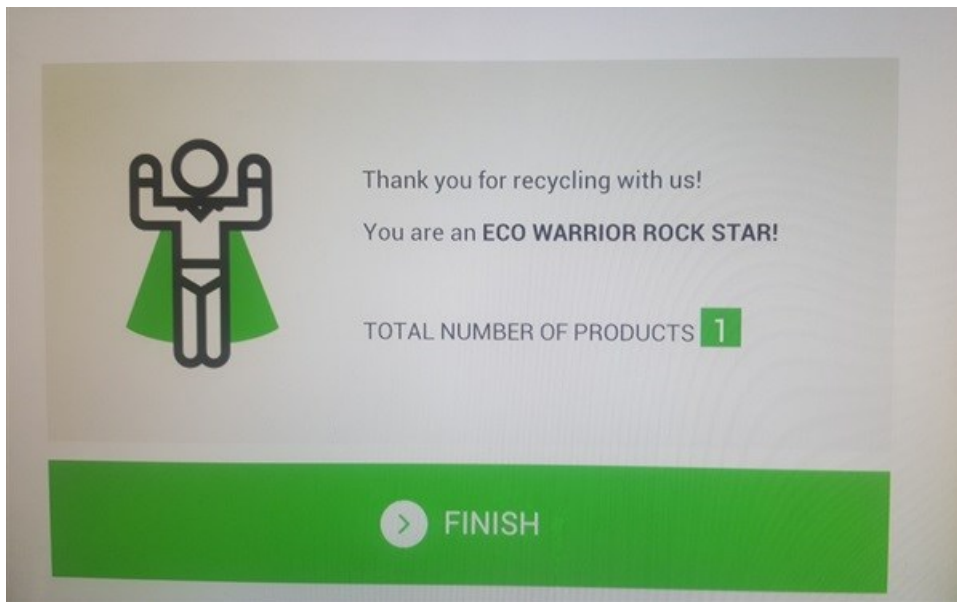 Thank you for recycling with us!
You are an ECO WARRIOR ROCK STAR!
TOTAL NUMBER OF PRODUCTS 1
FINISH